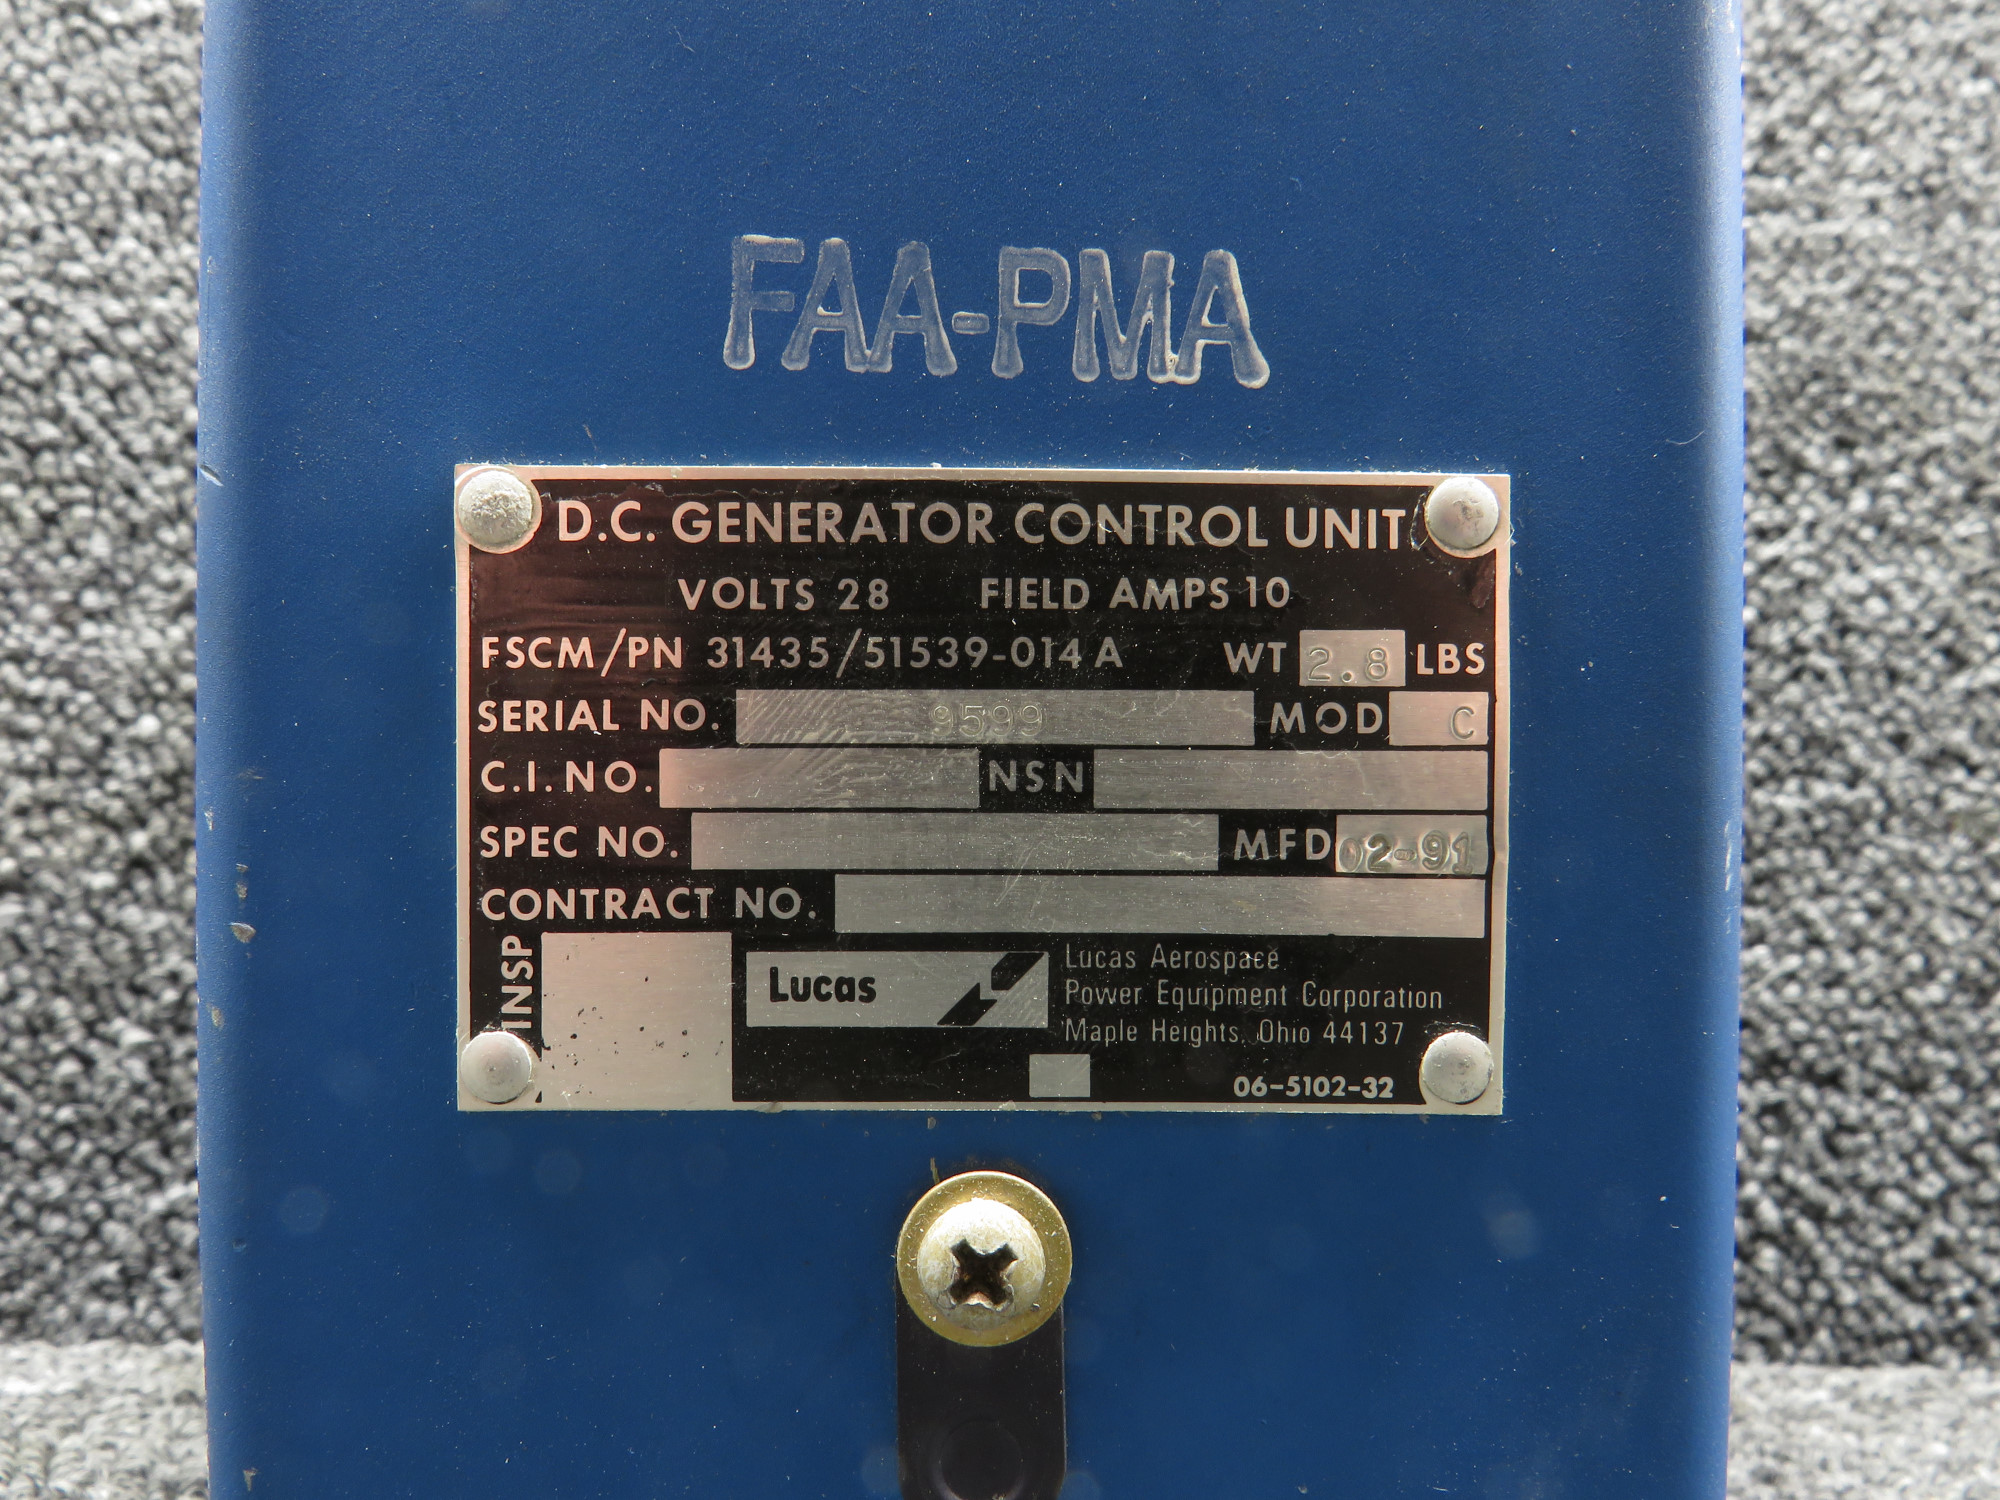 FAA-PMA
D.C. GENERATOR CONTROL UNIT
VOLTS 28 FIELD AMPS 10
FSCM/PN 31435/51539-014A WT 2.8 LBS
SERIAL NO. 9599 MOD C
C.I. NO. NSN
SPEC NO. MFD 02-91
CONTRACT NO.
INSP
Lucas
Lucas Aerospace
Power Equipment Corporation
Maple Heights, Ohio 44137
06-5102-32